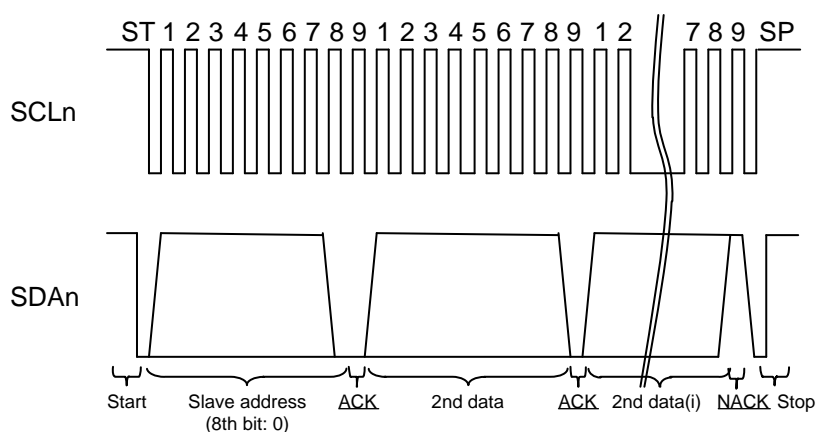 ST 1 2 3 4 5 6 7 8 9 1 2 3 4 5 6 7 8 9 1 2 7 8 9 SP
SCLn
SDAn
Start Slave address ACK 2nd data ACK 2nd data(i) NACK Stop
(8th bit: 0)